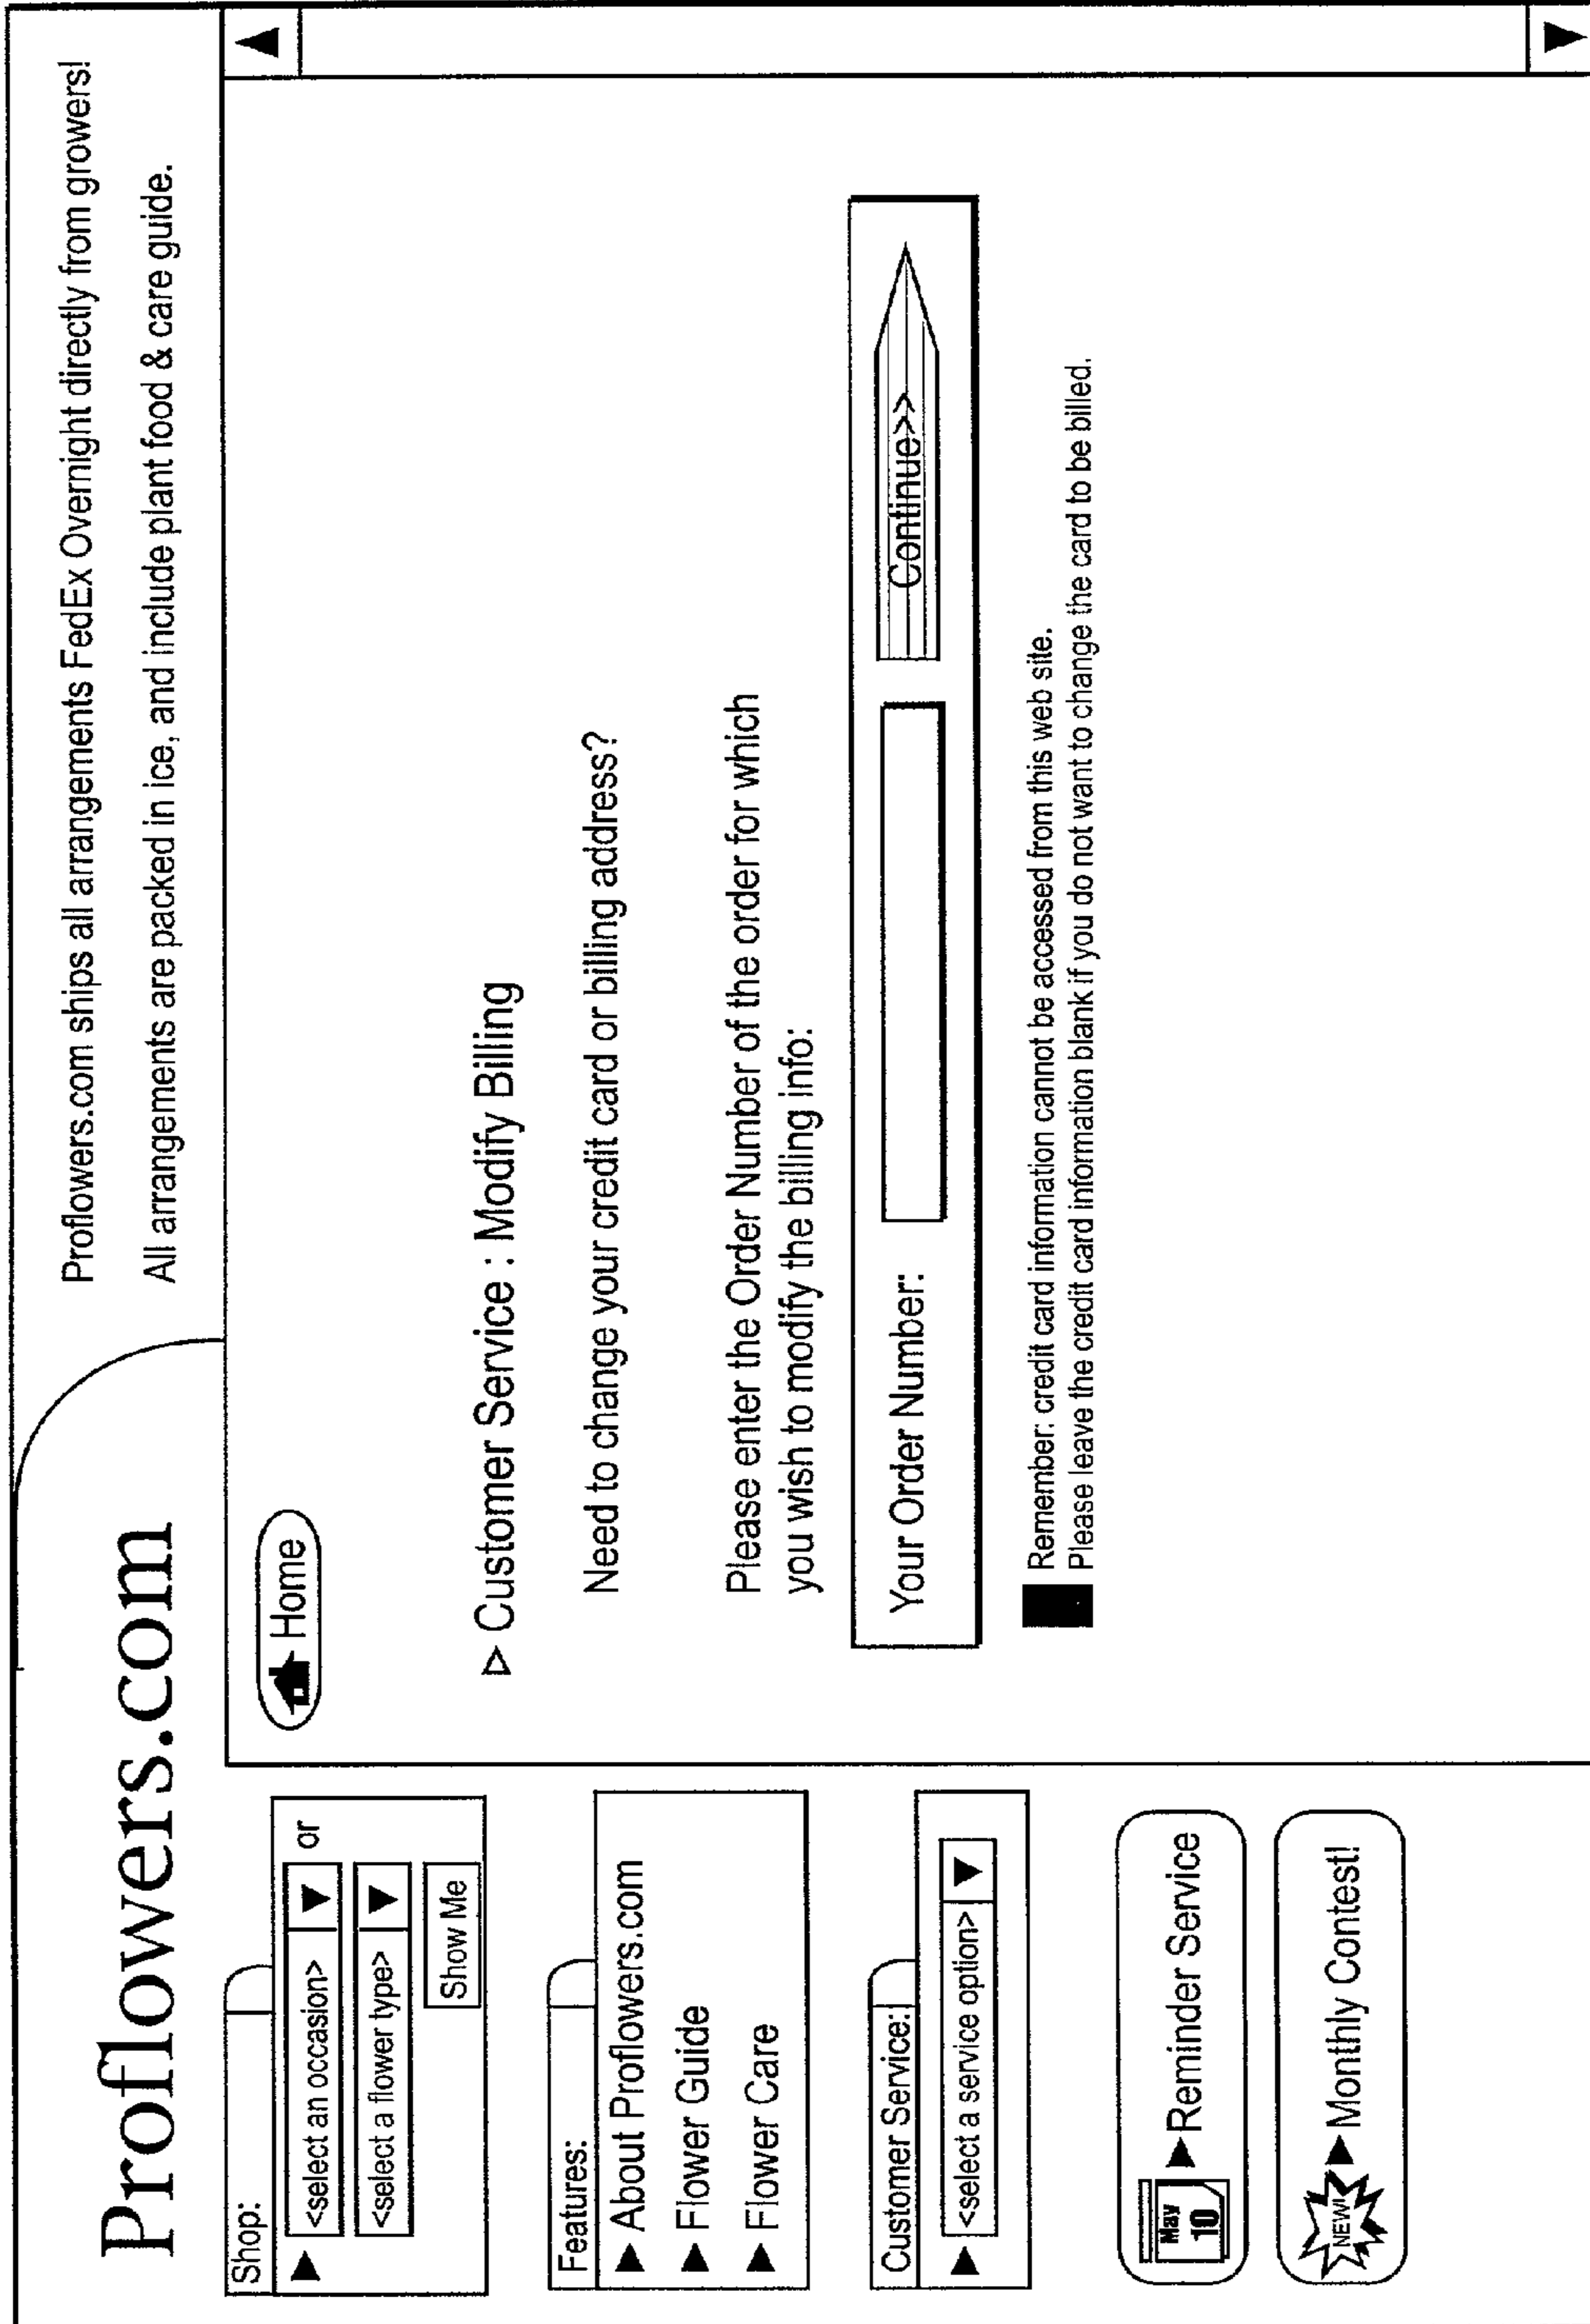 Proflowers.com
Proflowers.com ships all arrangements FedEx Overnight directly from growers!
All arrangements are packed in ice, and include plant food & care guide.
Shop:
<select an occasion> or
<select a flower type>
Show Me
Features:
About Proflowers.com
Flower Guide
Flower Care
Customer Service:
<select a service option>
May
10
Reminder Service
NEW!
Monthly Contest!
Home
Customer Service : Modify Billing
Need to change your credit card or billing address?
Please enter the Order Number of the order for which
you wish to modify the billing info:
Your Order Number: Continue>>
Remember: credit card information cannot be accessed from this web site.
Please leave the credit card information blank if you do not want to change the card to be billed.